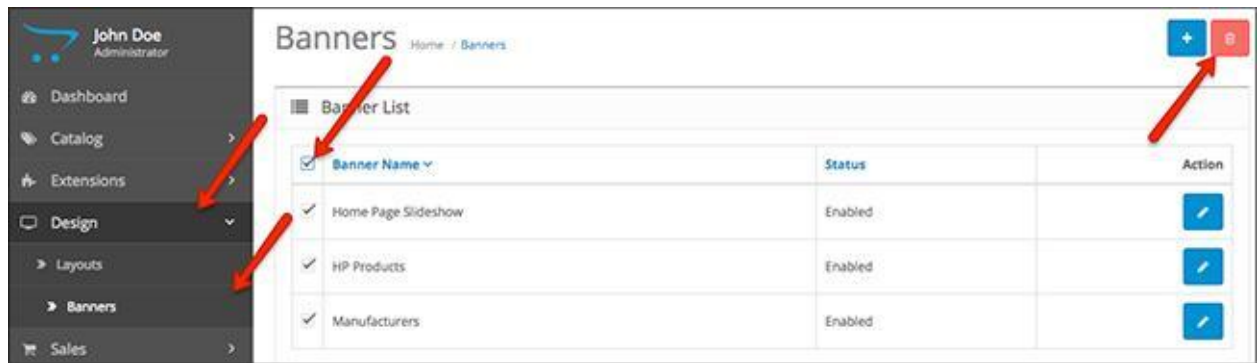 John Doe
Administrator
Dashboard
Catalog
Extensions
Design
Layouts
Banners
Sales
Banners Home / Banners
Banner List
Banner Name Status Action
Home Page Slideshow Enabled
HP Products Enabled
Manufacturers Enabled